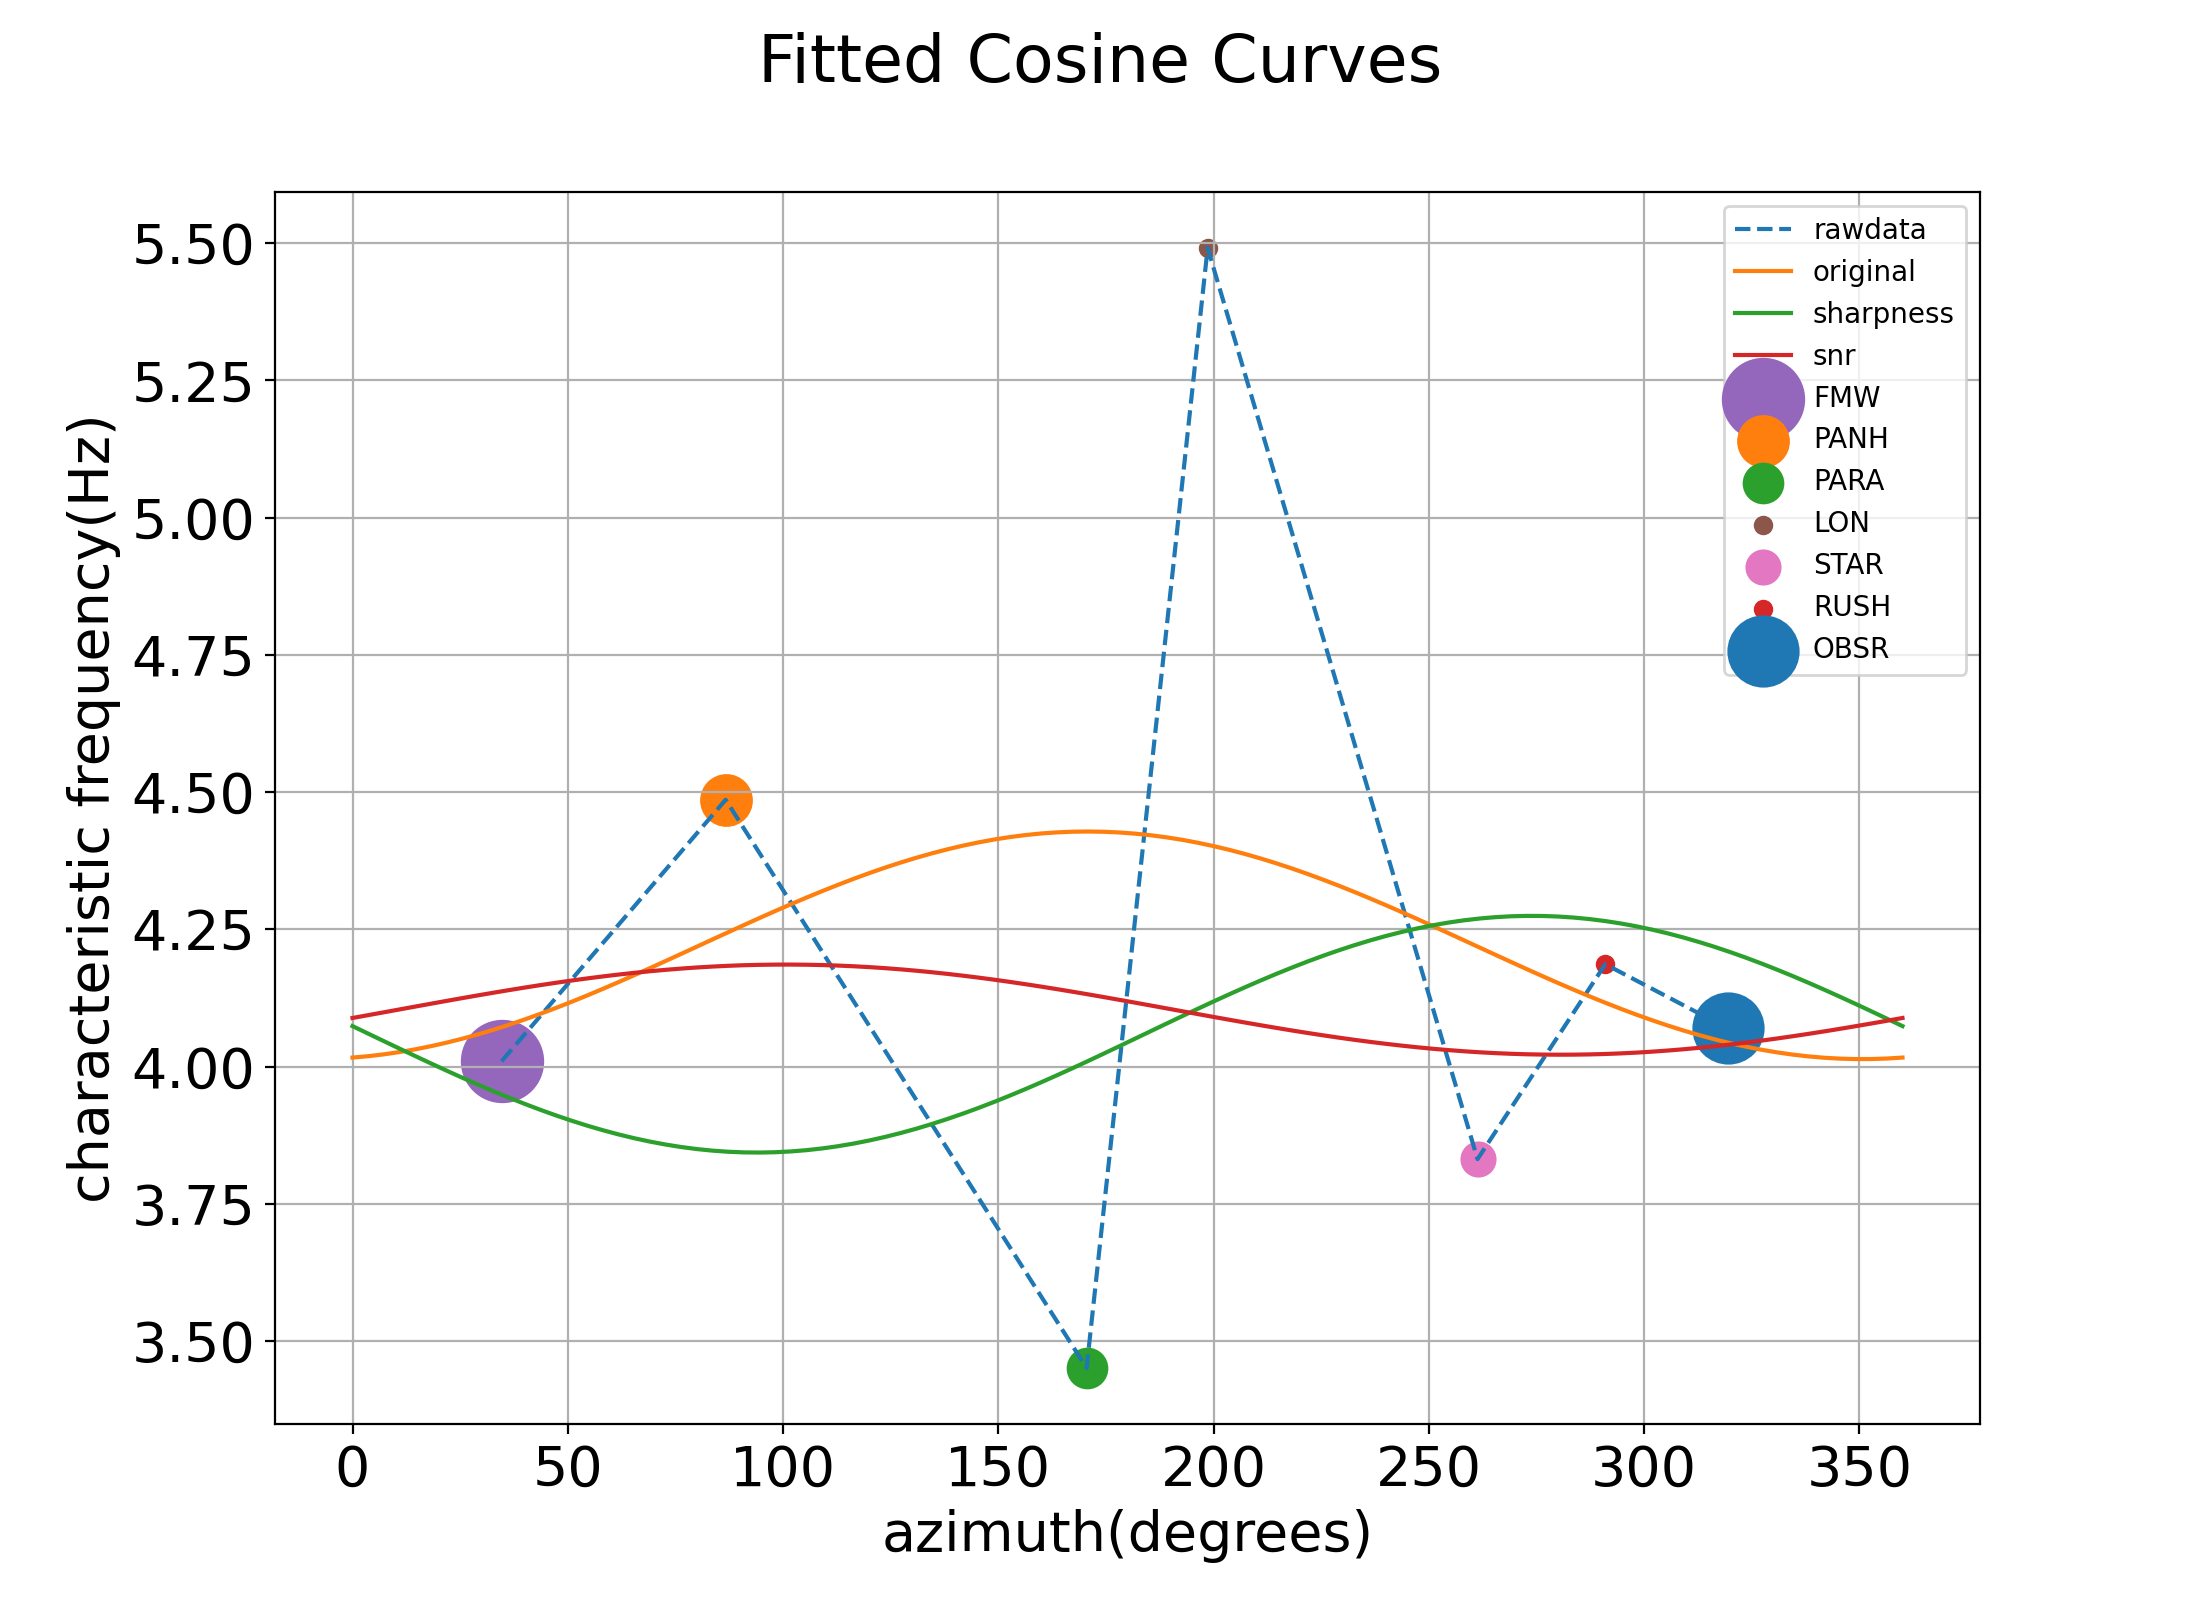 Fitted Cosine Curves
5.50
5.25
5.00
4.75
4.50
4.25
4.00
3.75
3.50
characteristic frequency(Hz)
0 50 100 150 200 250 300 350
azimuth(degrees)
rawdata
original
sharpness
snr
FMW
PANH
PARA
LON
STAR
RUSH
OBSR